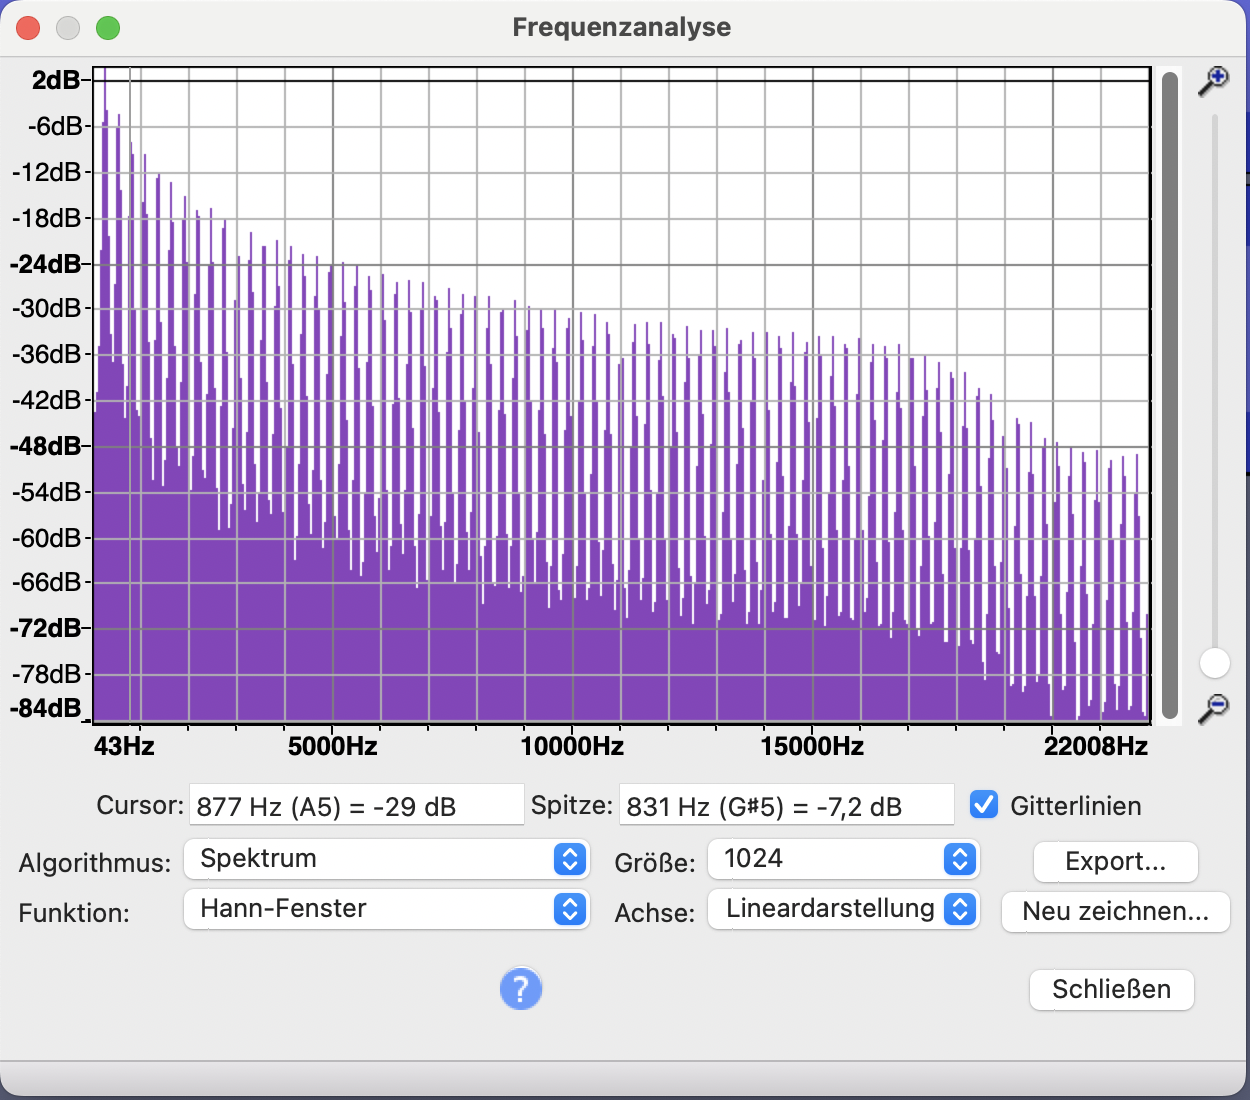 Frequenzanalyse
2dB
-6dB
-12dB
-18dB
-24dB
-30dB
-36dB
-42dB
-48dB
-54dB
-60dB
-66dB
-72dB
-78dB
-84dB
43Hz 5000Hz 10000Hz 15000Hz 22008Hz
Cursor: 877 Hz (A5) = -29 dB Spitze: 831 Hz (G#5) = -7,2 dB Gitterlinien
Algorithmus: Spektrum Größe: 1024 Export...
Funktion: Hann-Fenster Achse: Lineardarstellung Neu zeichnen...
?
Schließen